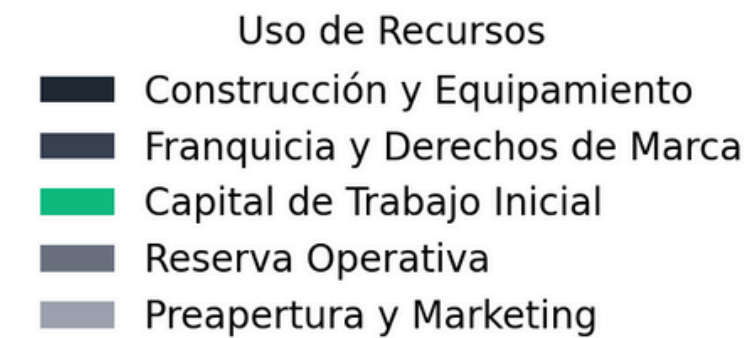 Uso de Recursos
Construcción y Equipamiento
Franquicia y Derechos de Marca
Capital de Trabajo Inicial
Reserva Operativa
Preapertura y Marketing